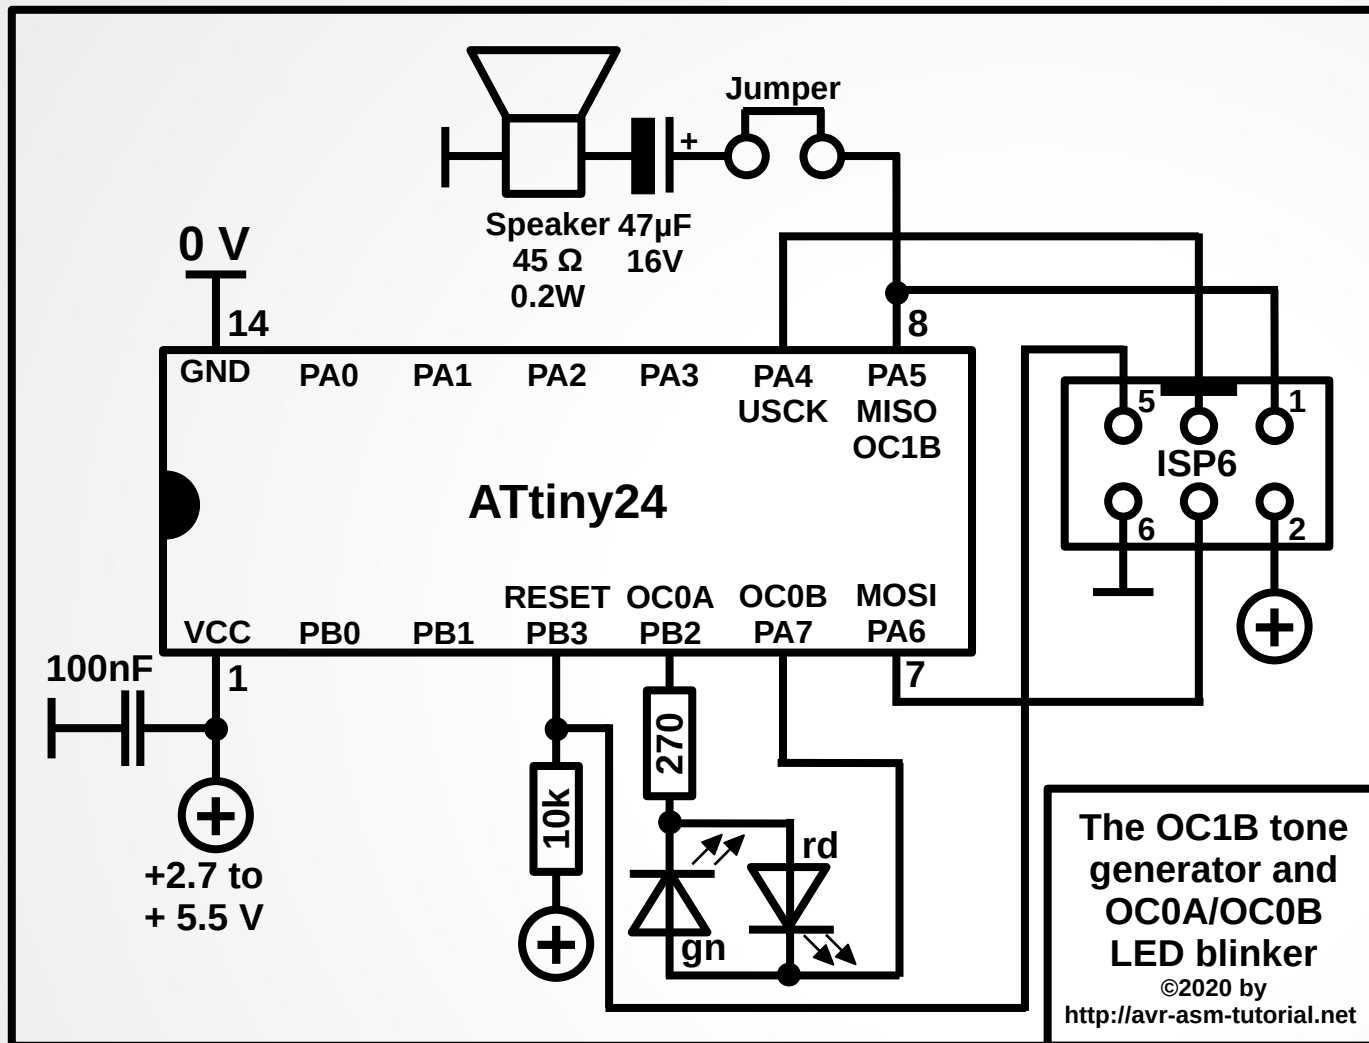 Jumper
+
Speaker 47µF
45 Ω 16V
0.2W
0 V
14
8
GND PA0 PA1 PA2 PA3 PA4 PA5
USCK MISO
OC1B
5 1
ISP6
6 2
ATtiny24
RESET OC0A OC0B MOSI
VCC PB0 PB1 PB3 PB2 PA7 PA6
100nF
1
7
+
270
10k
+
+
+2.7 to
+ 5.5 V
rd
gn
The OC1B tone
generator and
OC0A/OC0B
LED blinker
©2020 by
http://avr-asm-tutorial.net